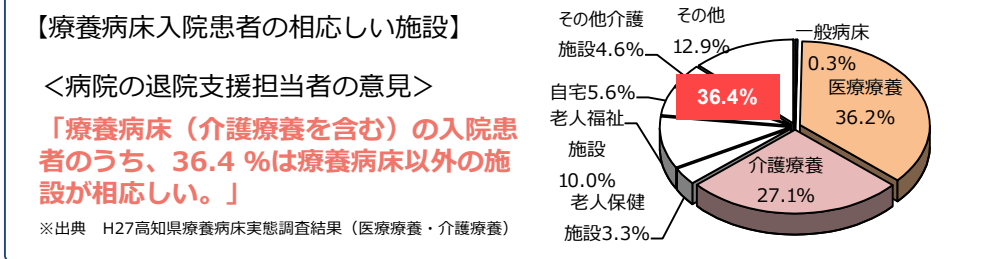 【療養病床入院患者の相応しい施設】
＜病院の退院支援担当者の意見＞
「療養病床（介護療養を含む）の入院患
者のうち、36.4 %は療養病床以外の施
設が相応しい。」
※出典　H27高知県療養病床実態調査結果（医療療養・介護療養）
一般病床
0.3%
医療療養
36.2%
介護療養
27.1%
老人保健
施設3.3%
老人福祉
施設
10.0%
自宅5.6%
その他介護
施設4.6%
その他
12.9%
36.4%